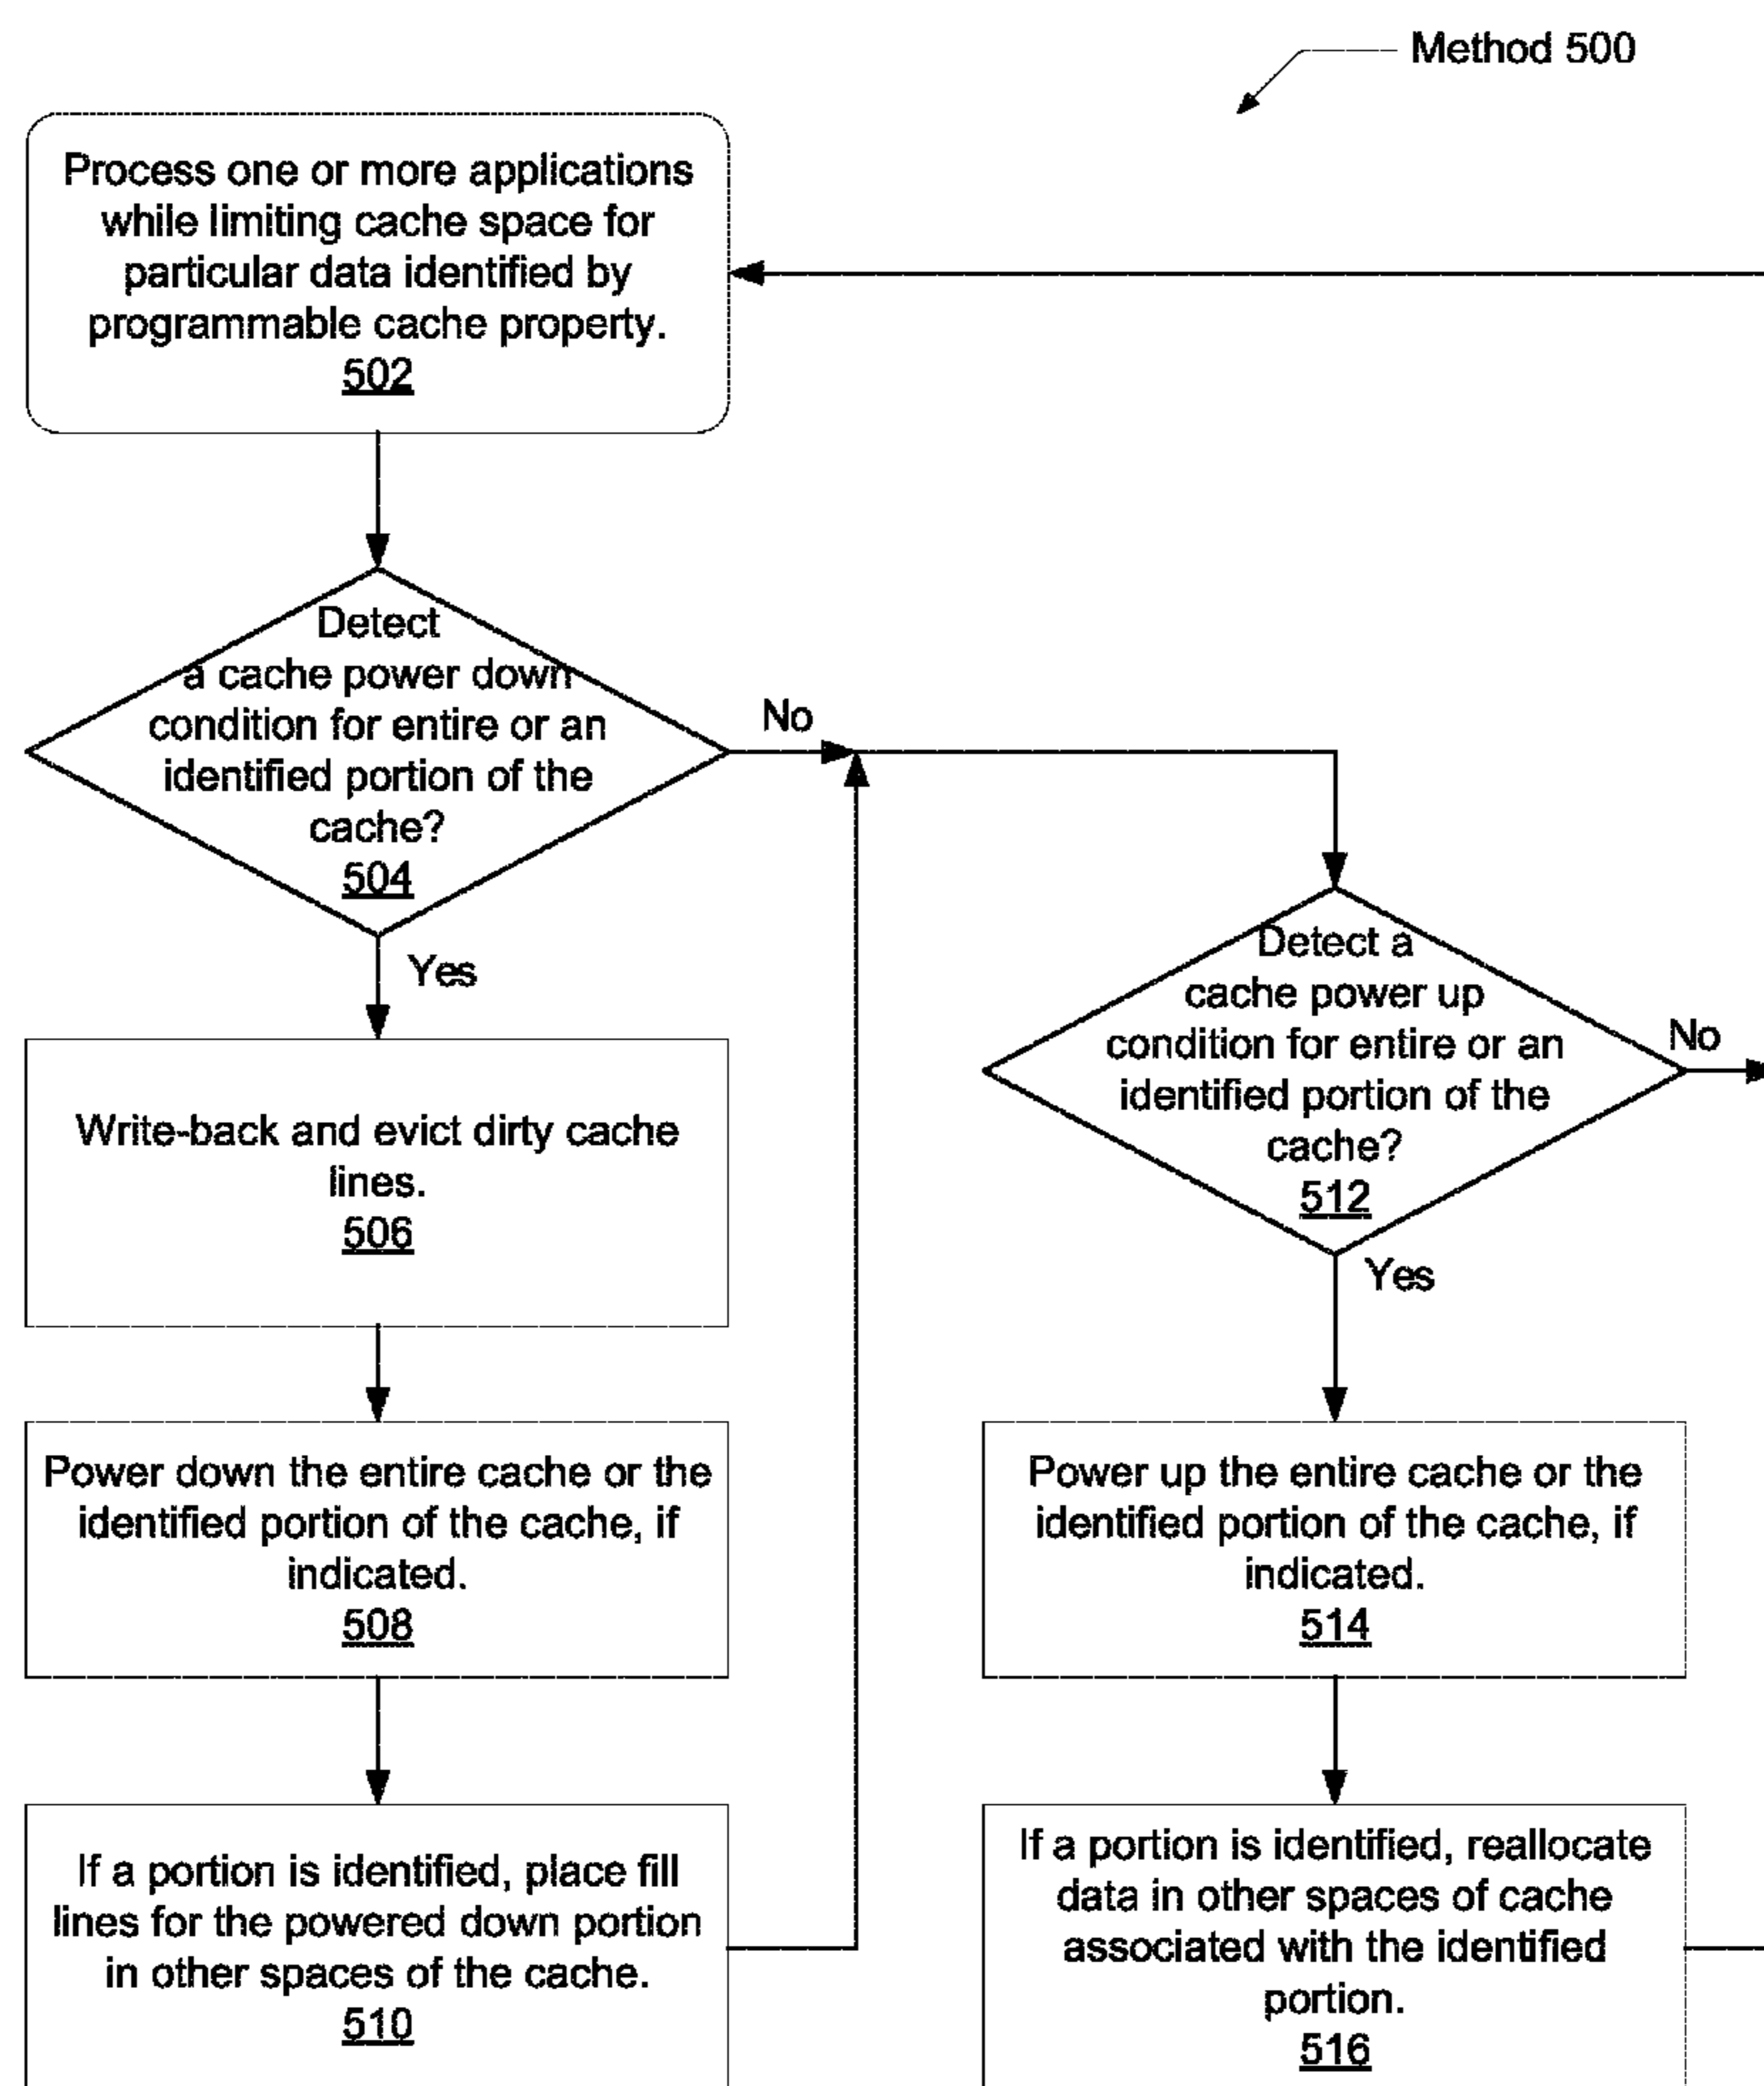 Method 500
Process one or more applications
while limiting cache space for
particular data identified by
programmable cache property.
502
Detect
a cache power down
condition for entire or an
identified portion of the
cache?
504
No
Yes
Write-back and evict dirty cache
lines.
506
Power down the entire cache or the
identified portion of the cache, if
indicated.
508
If a portion is identified, place fill
lines for the powered down portion
in other spaces of the cache.
510
Detect a
cache power up
condition for entire or an
identified portion of the
cache?
512
No
Yes
Power up the entire cache or the
identified portion of the cache, if
indicated.
514
If a portion is identified, reallocate
data in other spaces of cache
associated with the identified
portion.
516